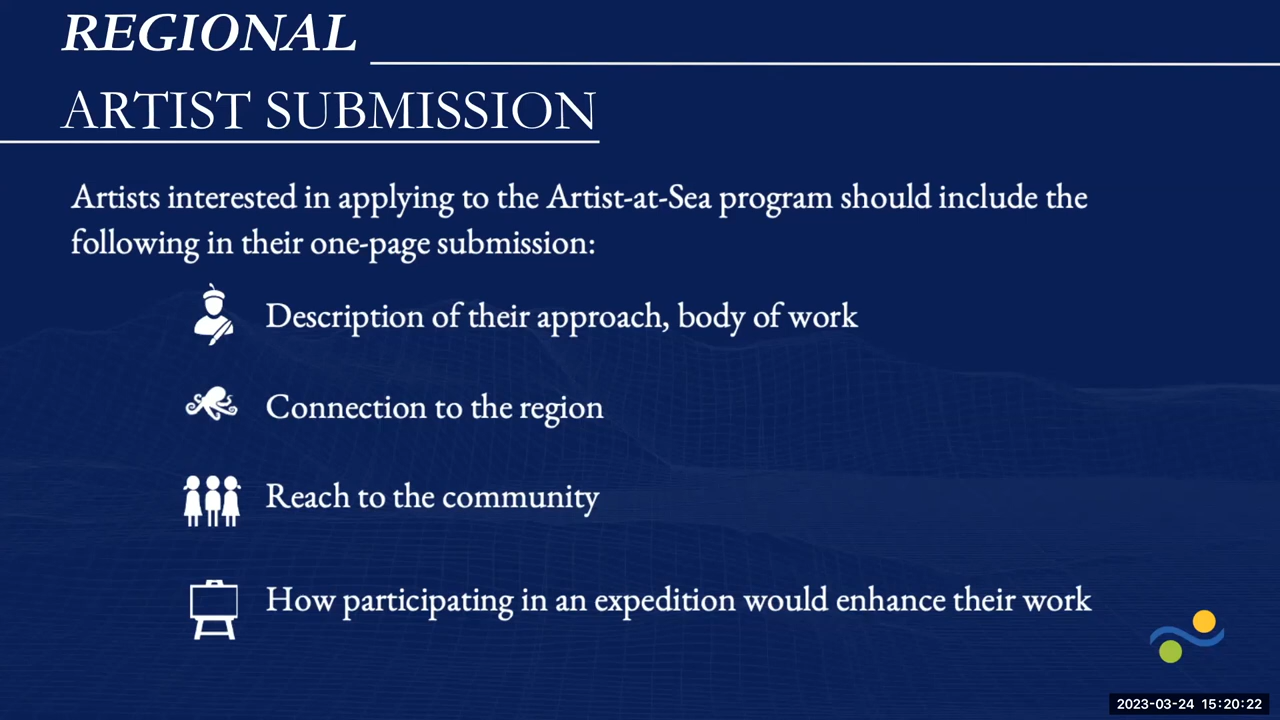 REGIONAL
ARTIST SUBMISSION
Artists interested in applying to the Artist-at-Sea program should include the
following in their one-page submission:
Description of their approach, body of work
Connection to the region
Reach to the community
How participating in an expedition would enhance their work
2023-03-24 15:20:22